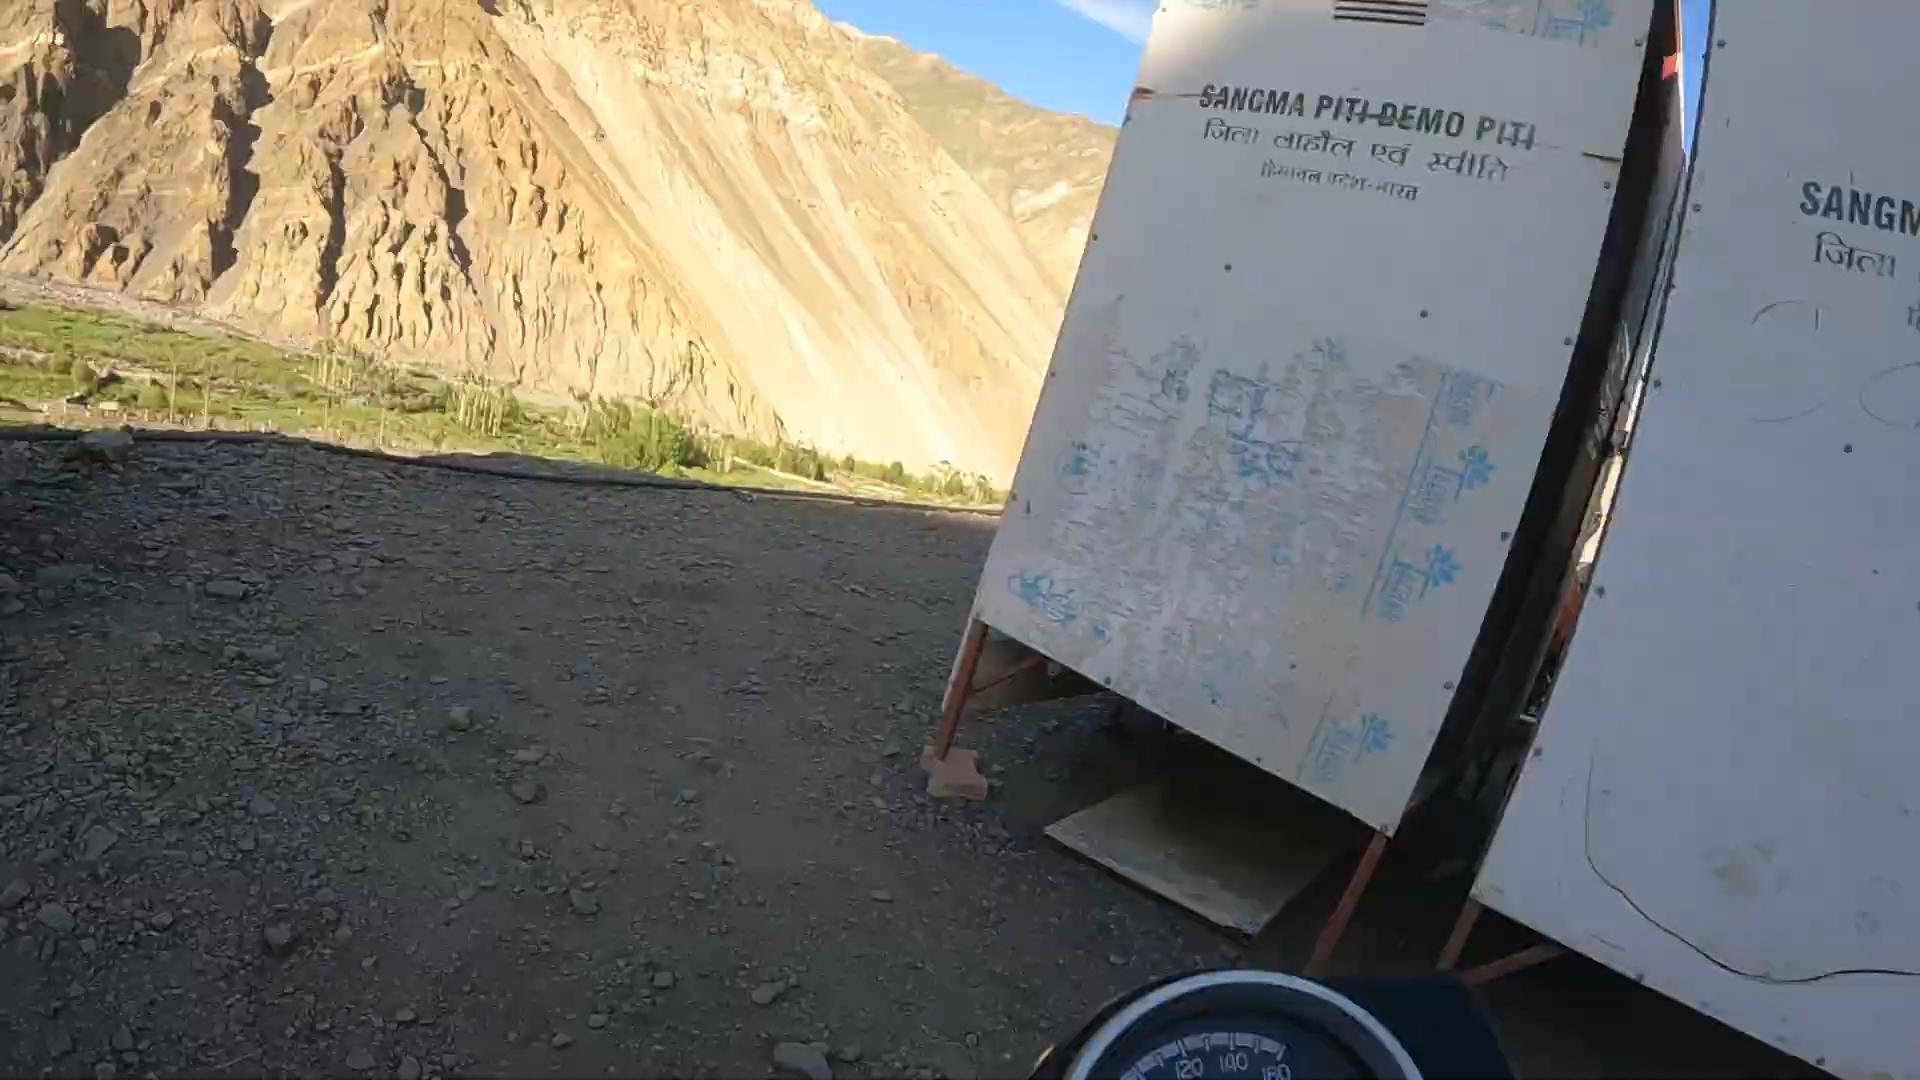 SANGMA PITI-DEMO PITI
जिला लाहौल एवं स्पीति
हिमाचल प्रदेश-भारत
SANGM
जिला
120 140 160